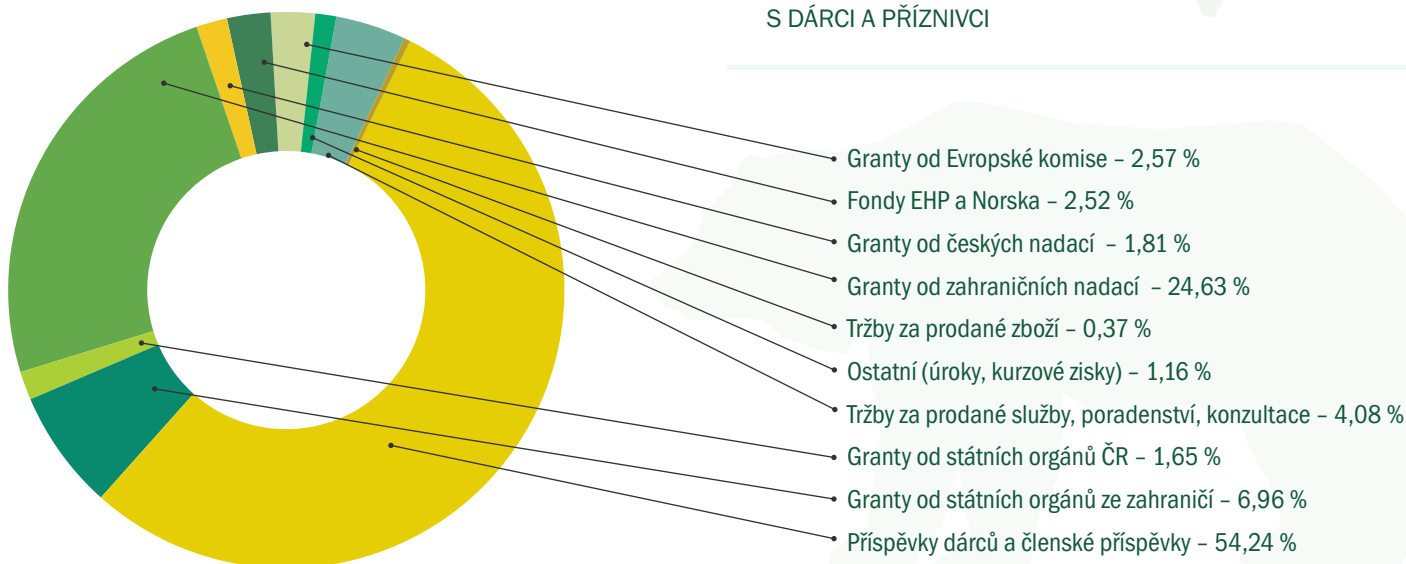 S DÁRCI A PŘÍZNIVCI
Granty od Evropské komise – 2,57 %
Fondy EHP a Norska – 2,52 %
Granty od českých nadací – 1,81 %
Granty od zahraničních nadací – 24,63 %
Tržby za prodané zboží – 0,37 %
Ostatní (úroky, kurzové zisky) – 1,16 %
Tržby za prodané služby, poradenství, konzultace – 4,08 %
Granty od státních orgánů ČR – 1,65 %
Granty od státních orgánů ze zahraničí – 6,96 %
Příspěvky dárců a členské příspěvky – 54,24 %